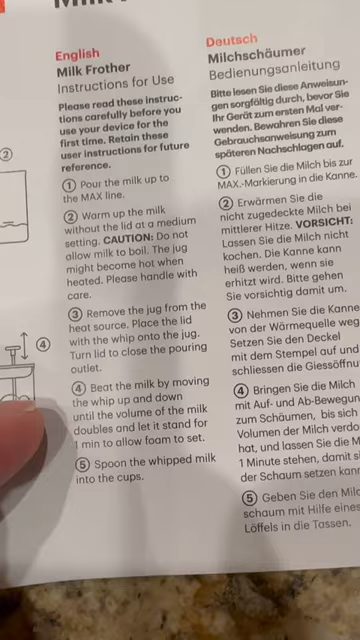 ②
④
English
Milk Frother
Instructions for Use
Please read these instruc-
tions carefully before you
use your device for the
first time. Retain these
user instructions for future
reference.
① Pour the milk up to
the MAX line.
② Warm up the milk
without the lid at a medium
setting. CAUTION: Do not
allow milk to boil. The jug
might become hot when
heated. Please handle with
care.
③ Remove the jug from the
heat source. Place the lid
with the whip onto the jug.
Turn lid to close the pouring
outlet.
④ Beat the milk by moving
the whip up and down
until the volume of the milk
doubles and let it stand for
1 min to allow foam to set.
⑤ Spoon the whipped milk
into the cups.
Deutsch
Milchschäumer
Bedienungsanleitung
Bitte lesen Sie diese Anweisun-
gen sorgfältig durch, bevor Sie
Ihr Gerät zum ersten Mal ver-
wenden. Bewahren Sie diese
Gebrauchsanweisung zum
späteren Nachschlagen auf.
① Füllen Sie die Milch bis zur
MAX.-Markierung in die Kanne.
② Erwärmen Sie die
nicht zugedeckte Milch bei
mittlerer Hitze. VORSICHT:
Lassen Sie die Milch nicht
kochen. Die Kanne kann
heiß werden, wenn sie
erhitzt wird. Bitte gehen
Sie vorsichtig damit um.
③ Nehmen Sie die Kanne
von der Wärmequelle weg
Setzen Sie den Deckel
mit dem Stempel auf und
schliessen die Giessöffnu
④ Bringen Sie die Milch
mit Auf- und Ab-Bewegun
zum Schäumen, bis sich
Volumen der Milch verdo
hat, und lassen Sie die M
1 Minute stehen, damit si
der Schaum setzen kann
⑤ Geben Sie den Milc
schaum mit Hilfe eines
Löffels in die Tassen.